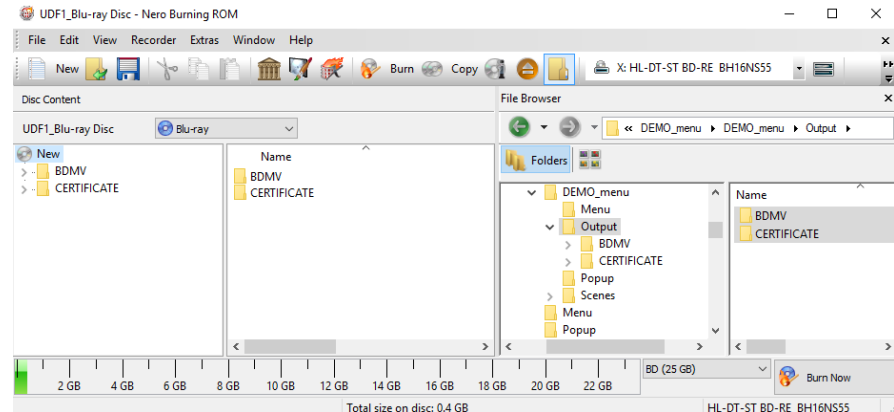 UDF1_Blu-ray Disc - Nero Burning ROM
File Edit View Recorder Extras Window Help
New Burn Copy X: HL-DT-ST BD-RE BH16NS55
Disc Content
File Browser
UDF1_Blu-ray Disc Blu-ray
« DEMO_menu DEMO_menu Output
Folders
New
BDMV
CERTIFICATE
Name
BDMV
CERTIFICATE
DEMO_menu
Menu
Output
BDMV
CERTIFICATE
Popup
Scenes
Menu
Popup
Name
BDMV
CERTIFICATE
2 GB 4 GB 6 GB 8 GB 10 GB 12 GB 14 GB 16 GB 18 GB 20 GB 22 GB
BD (25 GB)
Burn Now
Total size on disc: 0.4 GB
HL-DT-ST BD-RE BH16NS55